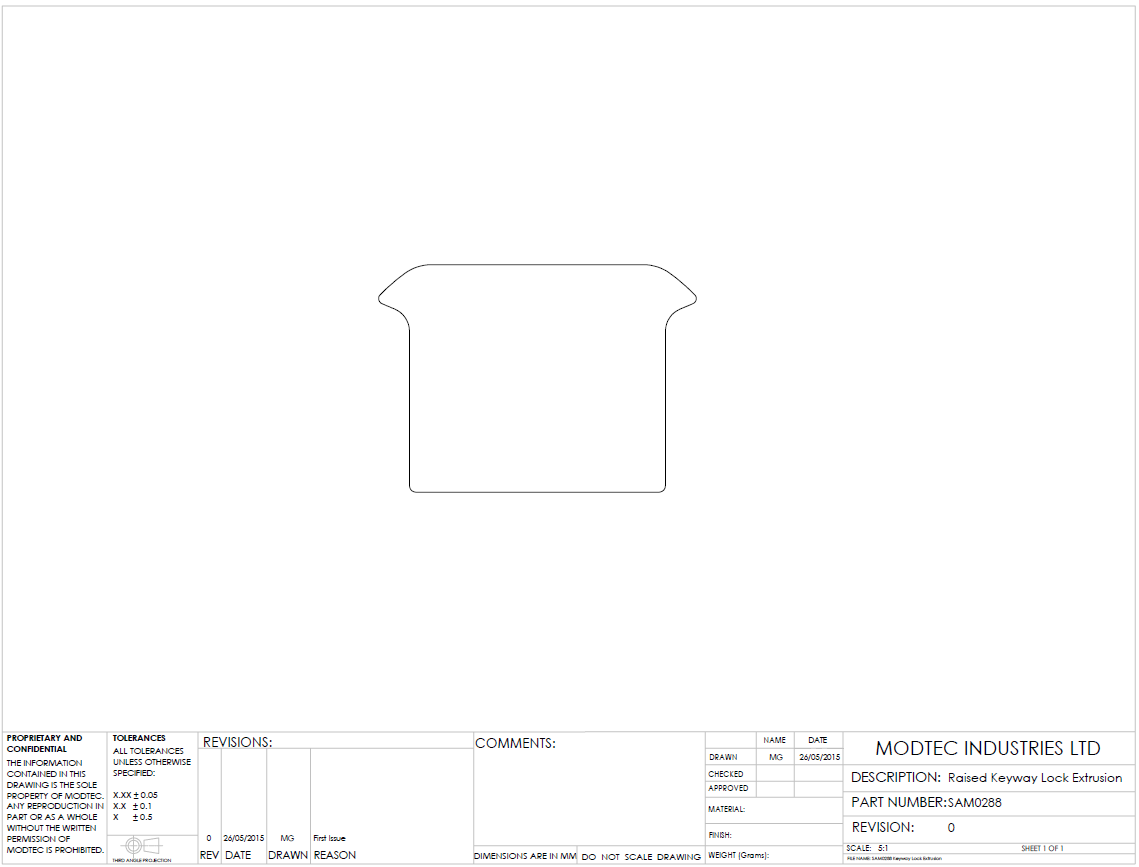 PROPRIETARY AND
CONFIDENTIAL
THE INFORMATION
CONTAINED IN THIS
DRAWING IS THE SOLE
PROPERTY OF MODTEC.
ANY REPRODUCTION IN
PART OR AS A WHOLE
WITHOUT THE WRITTEN
PERMISSION OF
MODTEC IS PROHIBITED.
TOLERANCES
ALL TOLERANCES
UNLESS OTHERWISE
SPECIFIED:
X.XX ± 0.05
X.X ± 0.1
X ± 0.5
THIRD ANGLE PROJECTION
REVISIONS:
0 26/05/2015 MG First Issue
REV DATE DRAWN REASON
COMMENTS:
DIMENSIONS ARE IN MM DO NOT SCALE DRAWING
NAME DATE
DRAWN MG 26/05/2015
CHECKED
APPROVED
MATERIAL:
FINISH:
WEIGHT (Grams):
MODTEC INDUSTRIES LTD
DESCRIPTION: Raised Keyway Lock Extrusion
PART NUMBER:SAM0288
REVISION: 0
SCALE: 5:1 SHEET 1 OF 1
FILE NAME: SAM0288 Keyway Lock Extrusion